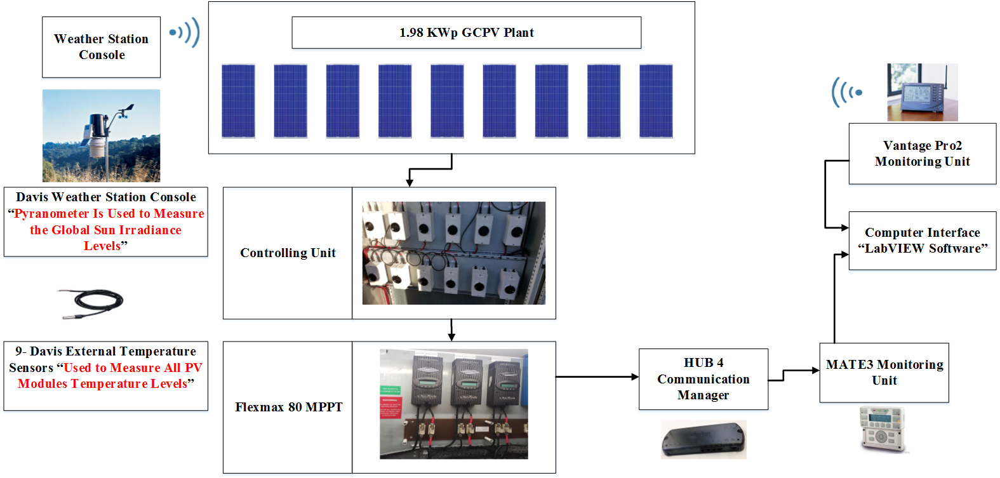 Weather Station
Console
1.98 KWp GCPV Plant
Davis Weather Station Console
“Pyranometer Is Used to Measure
the Global Sun Irradiance
Levels”
9- Davis External Temperature
Sensors “Used to Measure All PV
Modules Temperature Levels”
Controlling Unit
Flexmax 80 MPPT
HUB 4
Communication
Manager
MATE3 Monitoring
Unit
Vantage Pro2
Monitoring Unit
Computer Interface
“LabVIEW Software”